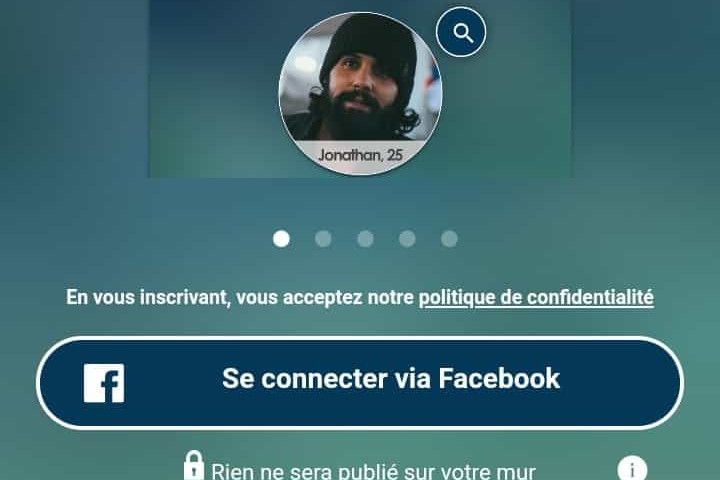 Jonathan, 25
En vous inscrivant, vous acceptez notre politique de confidentialité
Se connecter via Facebook
Rien ne sera publié sur votre mur